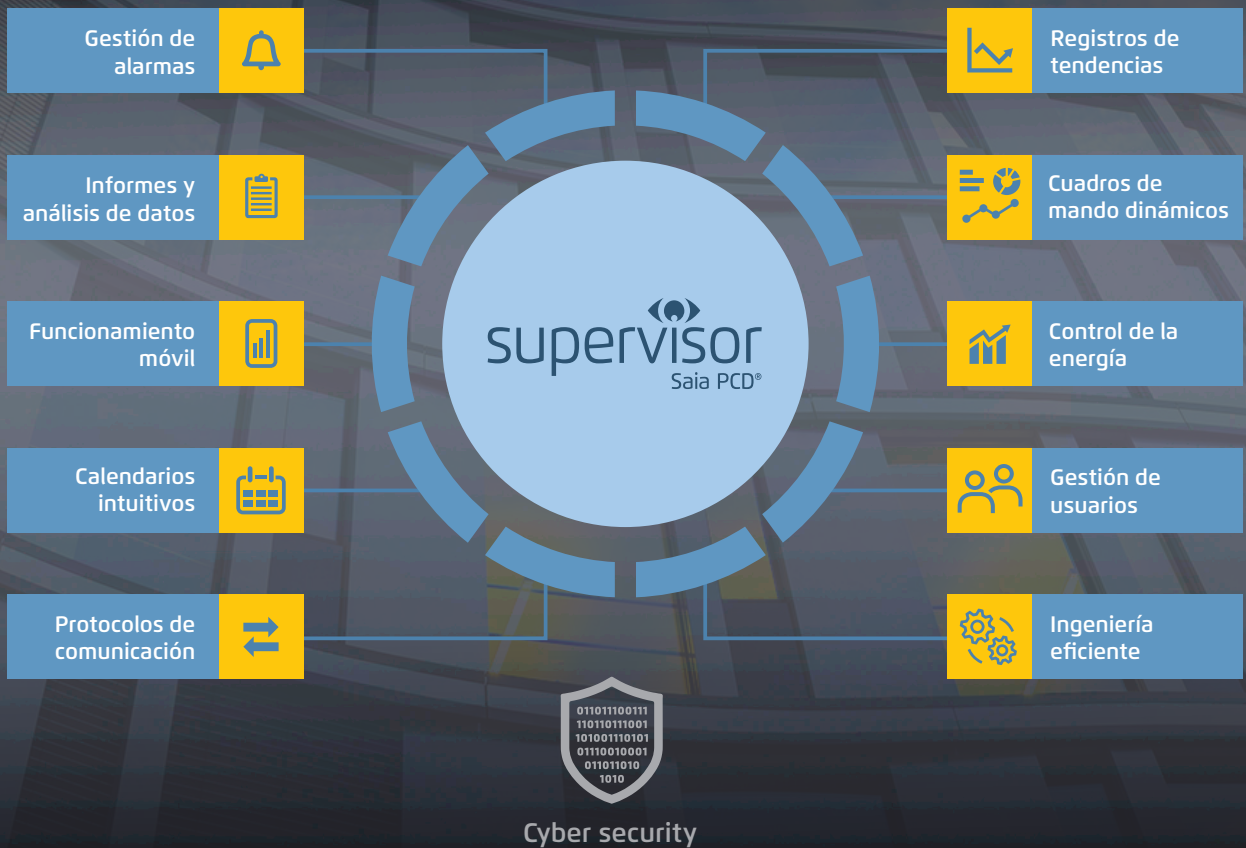 Gestión de
alarmas
Informes y
análisis de datos
Funcionamiento
móvil
Calendarios
intuitivos
Protocolos de
comunicación
supervisor
Saia PCD®
Registros de
tendencias
Cuadros de
mando dinámicos
Control de la
energía
Gestión de
usuarios
Ingeniería
eficiente
011011100111
110110111001
101001110101
01110010001
011011010
1010
Cyber security